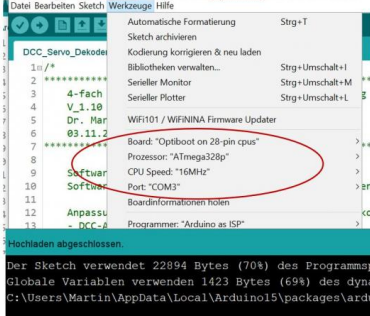 Datei Bearbeiten Sketch Werkzeuge Hilfe
Automatische Formatierung Strg+T
Sketch archivieren
Kodierung korrigieren & neu laden
Bibliotheken verwalten... Strg+Umschalt+I
Serieller Monitor Strg+Umschalt+M
Serieller Plotter Strg+Umschalt+L
WiFi101 / WiFiNINA Firmware Updater
Board: "Optiboot on 28-pin cpus"
Prozessor: "ATmega328p"
CPU Speed: "16MHz"
Port: "COM3"
Boardinformationen holen
Programmer: "Arduino as ISP"
DCC_Servo_Dekoder
1 /*
2 ********************
3 4-fach
4 V_1.10
5 Dr. Mar
6 03.11.2
7 ********************
8
9 Softwar
10 Softwar
11
12 Anpassu
13 - DCC-A
Hochladen abgeschlossen.
Der Sketch verwendet 22894 Bytes (70%) des Programmsp
Globale Variablen verwenden 1423 Bytes (69%) des dyna
C:\Users\Martin\AppData\Local\Arduino15\packages\ardu